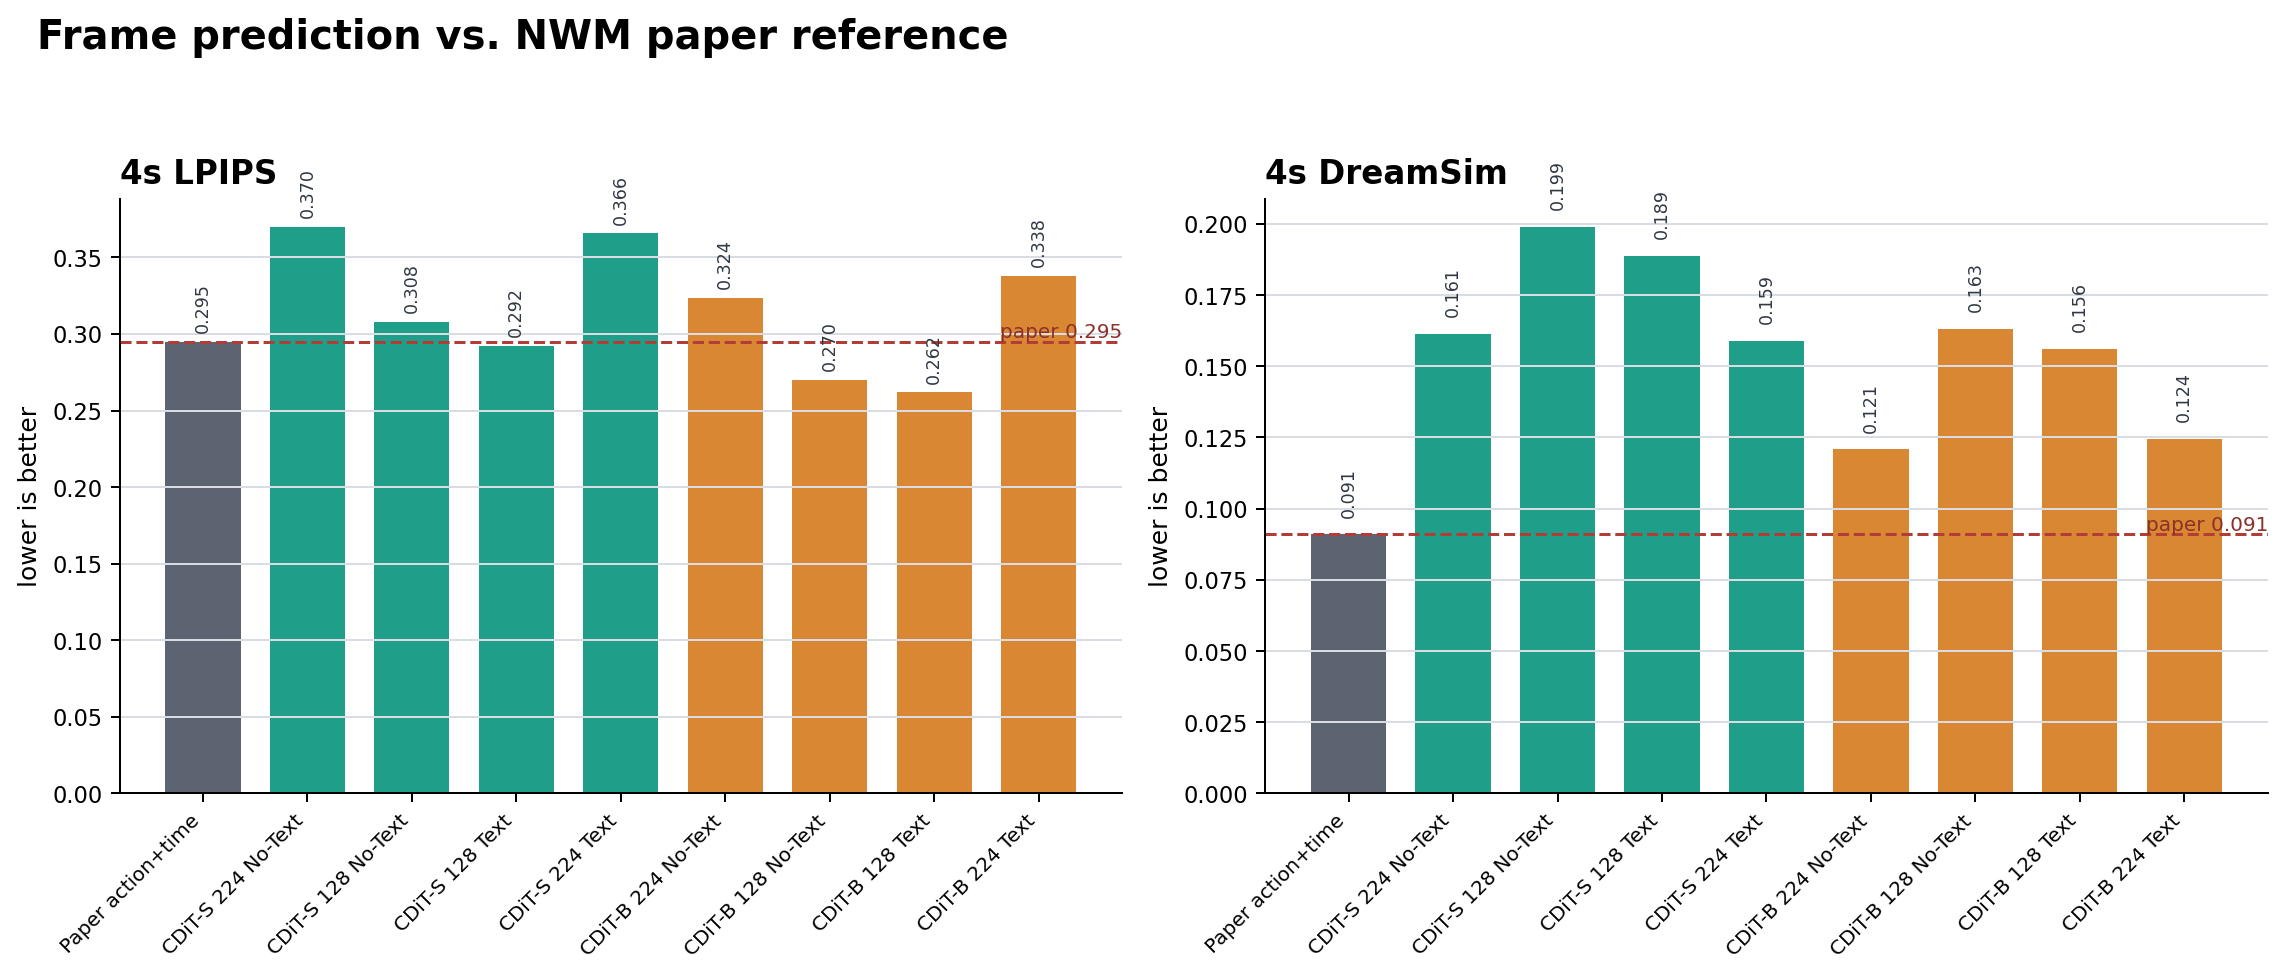 Frame prediction vs. NWM paper reference
4s LPIPS
lower is better
0.35
0.30
0.25
0.20
0.15
0.10
0.05
0.00
0.295
0.370
0.308
0.292
0.366
0.324
0.270
0.262
0.338
paper 0.295
Paper action+time
CDiT-S 224 No-Text
CDiT-S 128 No-Text
CDiT-S 128 Text
CDiT-S 224 Text
CDiT-B 224 No-Text
CDiT-B 128 No-Text
CDiT-B 128 Text
CDiT-B 224 Text
4s DreamSim
lower is better
0.200
0.175
0.150
0.125
0.100
0.075
0.050
0.025
0.000
0.091
0.161
0.199
0.189
0.159
0.121
0.163
0.156
0.124
paper 0.091
Paper action+time
CDiT-S 224 No-Text
CDiT-S 128 No-Text
CDiT-S 128 Text
CDiT-S 224 Text
CDiT-B 224 No-Text
CDiT-B 128 No-Text
CDiT-B 128 Text
CDiT-B 224 Text